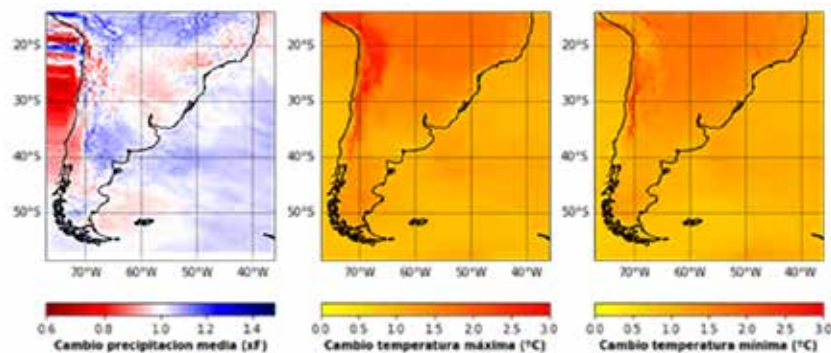 20°S
30°S
40°S
50°S
70°W 60°W 50°W 40°W
0.6 0.8 1.0 1.2 1.4
Cambio precipitacion media (xF)
20°S
30°S
40°S
50°S
70°W 60°W 50°W 40°W
0.0 0.5 1.0 1.5 2.0 2.5 3.0
Cambio temperatura máxima (ºC)
20°S
30°S
40°S
50°S
70°W 60°W 50°W 40°W
0.0 0.5 1.0 1.5 2.0 2.5 3.0
Cambio temperatura mínima (ºC)